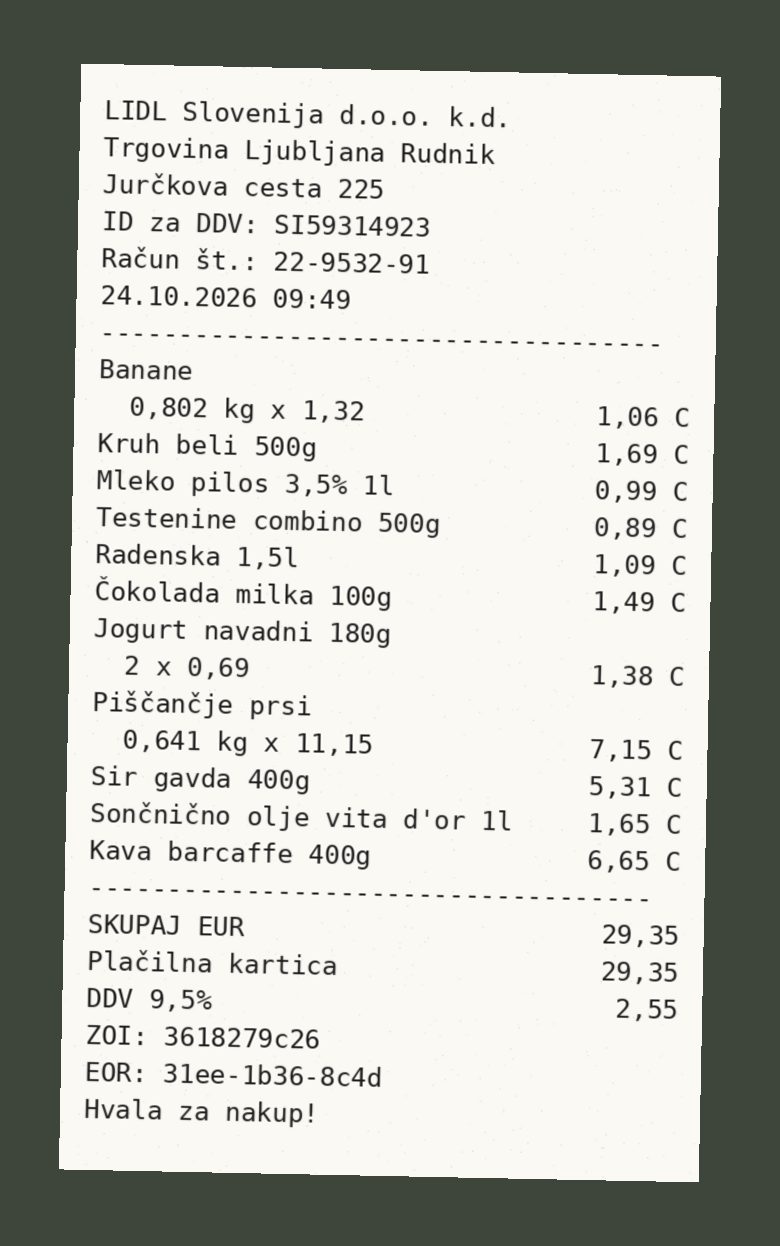 LIDL Slovenija d.o.o. k.d.
Trgovina Ljubljana Rudnik
Jurčkova cesta 225
ID za DDV: SI59314923
Račun št.: 22-9532-91
24.10.2026 09:49
------------------------------------
Banane
0,802 kg x 1,32 1,06 C
Kruh beli 500g 1,69 C
Mleko pilos 3,5% 1l 0,99 C
Testenine combino 500g 0,89 C
Radenska 1,5l 1,09 C
Čokolada milka 100g 1,49 C
Jogurt navadni 180g
2 x 0,69 1,38 C
Piščančje prsi
0,641 kg x 11,15 7,15 C
Sir gavda 400g 5,31 C
Sončnično olje vita d'or 1l 1,65 C
Kava barcaffe 400g 6,65 C
------------------------------------
SKUPAJ EUR 29,35
Plačilna kartica 29,35
DDV 9,5% 2,55
ZOI: 3618279c26
EOR: 31ee-1b36-8c4d
Hvala za nakup!